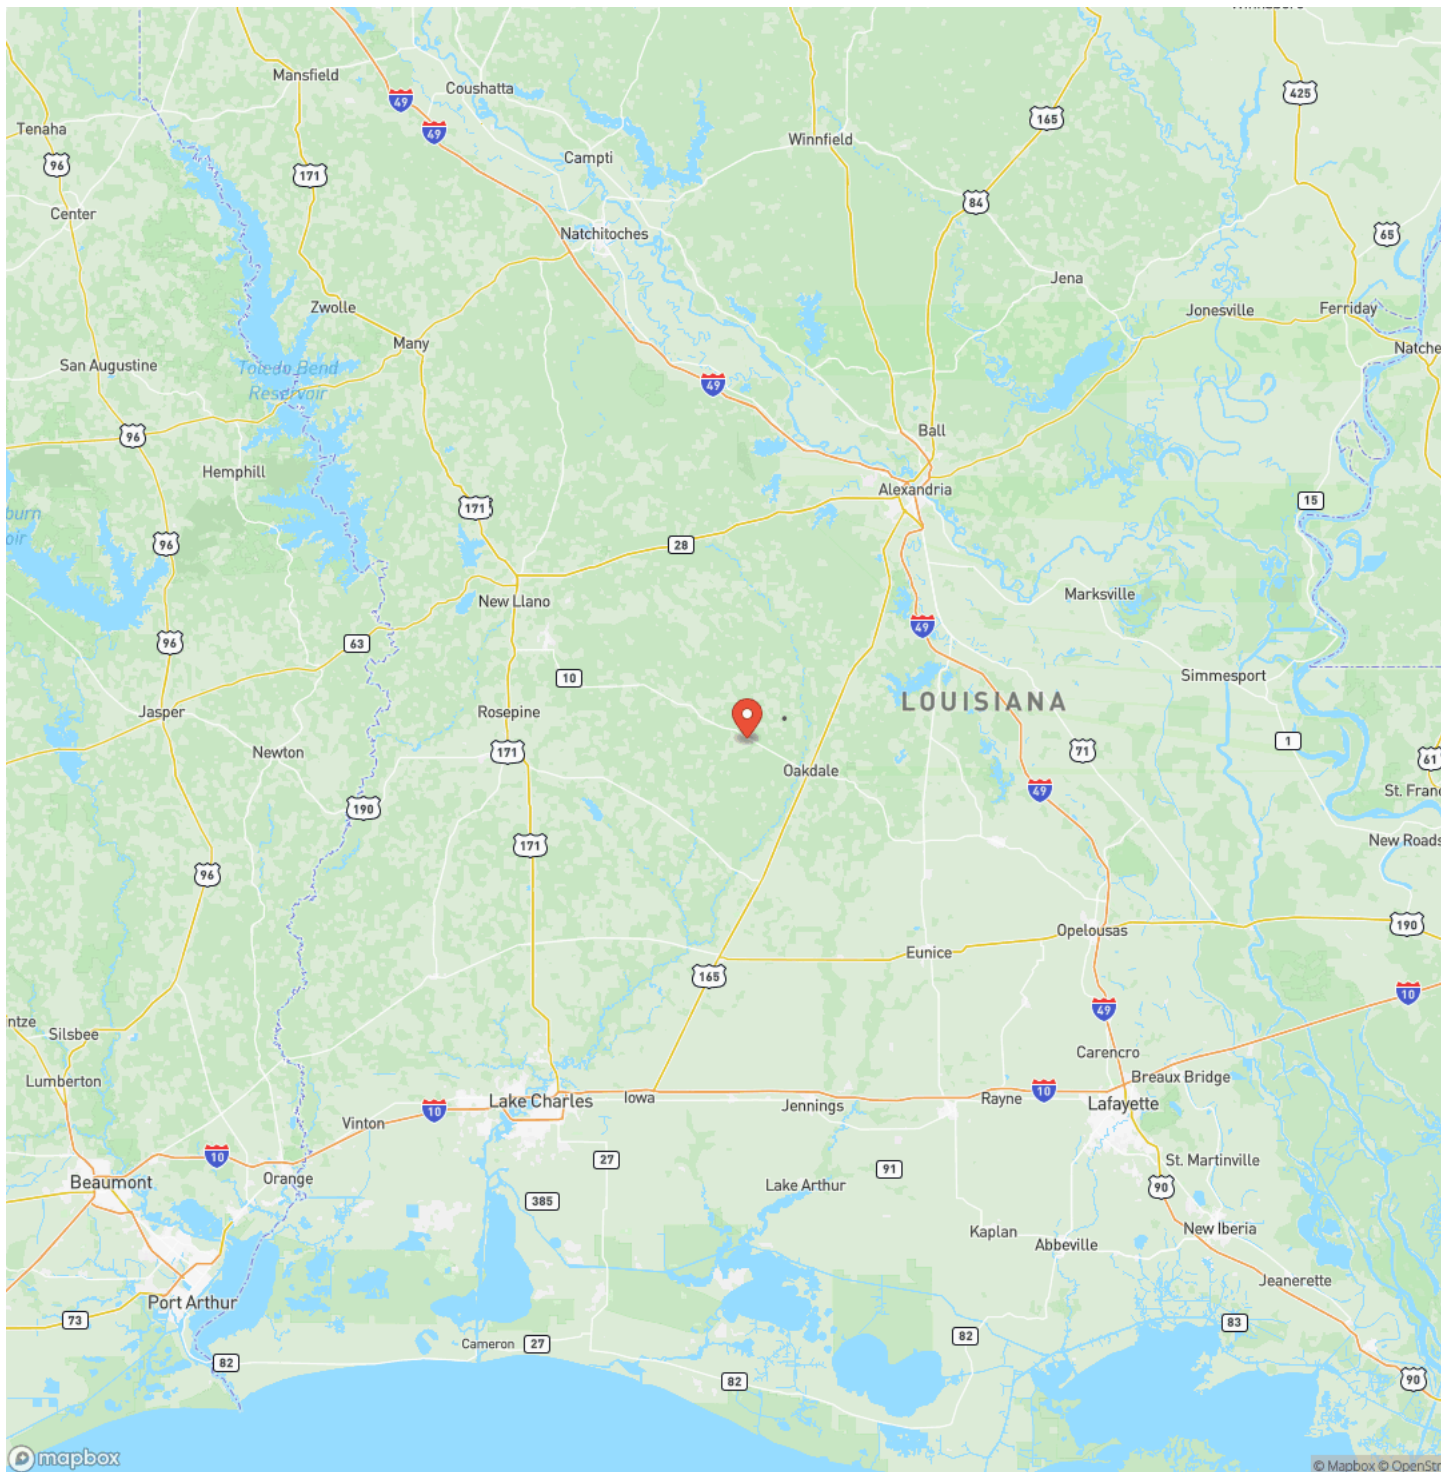 Mansfield
Coushatta
49
425
Tenaha
49
165
96
Winnfield
Campti
171
84
Center
Natchitoches
65
Jena
Zwolle
Jonesville
Ferriday
Many
Natche
San Augustine
Toledo Bend
Reservoir
49
96
Ball
Hemphill
Alexandria
171
15
burn
oir
96
28
Marksville
New Llano
49
96
63
10
Simmesport
LOUISIANA
Jasper
Rosepine
Newton
171
71
1
61
Oakdale
49
St. Fran
190
171
New Roads
96
Opelousas
190
Eunice
165
10
49
ntze
Silsbee
Carencro
Lumberton
Breaux Bridge
10
Lake Charles
Iowa
Rayne
Jennings
Lafayette
10
Vinton
10
27
St. Martinville
91
Beaumont
Orange
Lake Arthur
90
385
New Iberia
Kaplan
Abbeville
Jeanerette
Port Arthur
73
83
82
Cameron
27
82
82
90
mapbox
© Mapbox © OpenStr